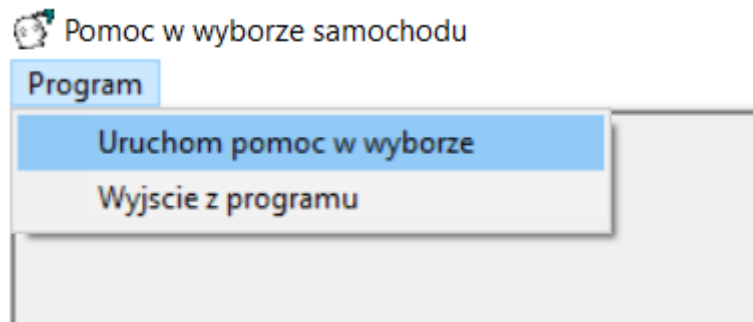 Pomoc w wyborze samochodu
Program
Uruchom pomoc w wyborze
Wyjscie z programu